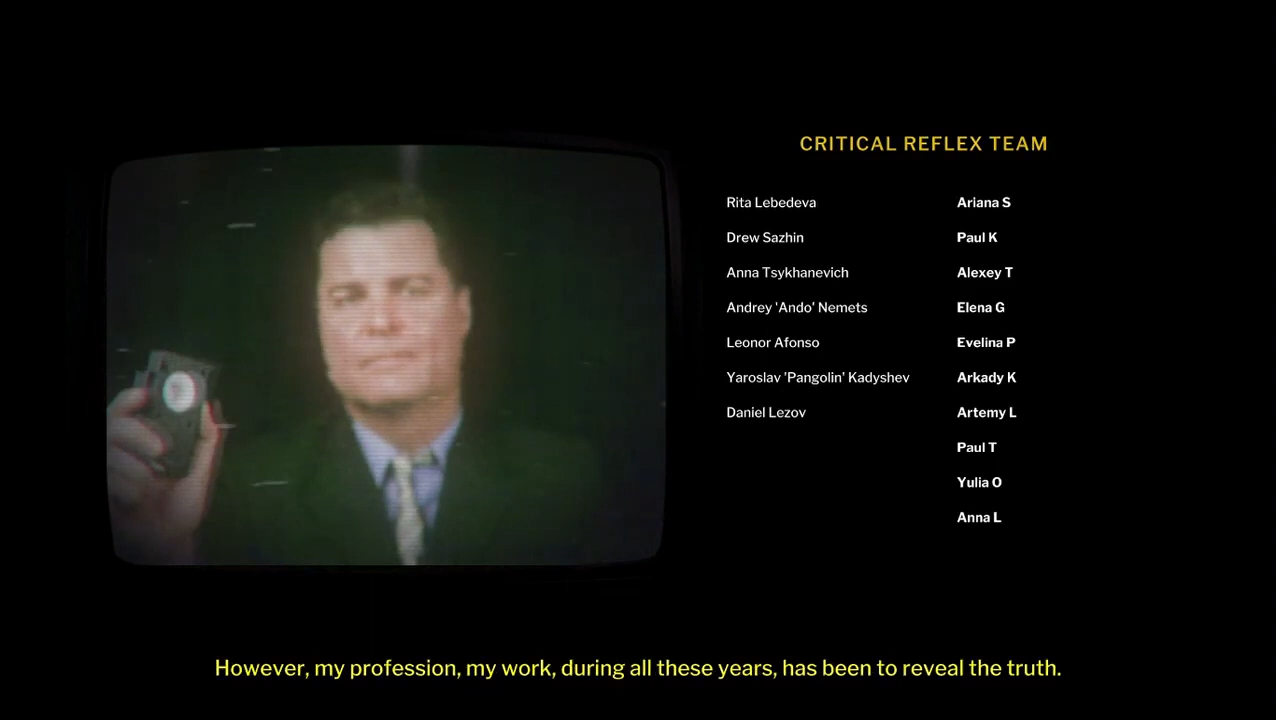 CRITICAL REFLEX TEAM
Rita Lebedeva
Drew Sazhin
Anna Tsykhanevich
Andrey 'Ando' Nemets
Leonor Afonso
Yaroslav 'Pangolin' Kadyshev
Daniel Lezov
Ariana S
Paul K
Alexey T
Elena G
Evelina P
Arkady K
Artemy L
Paul T
Yulia O
Anna L
However, my profession, my work, during all these years, has been to reveal the truth.